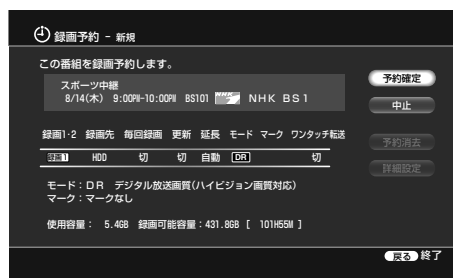 録画予約 - 新規
この番組を録画予約します。
スポーツ中継
8/14(木) 9:00PM-10:00PM BS101 NHK NHK BS1
予約確定
中止
予約消去
詳細設定
録画1・2 録画先 毎回録画 更新 延長 モード マーク ワンタッチ転送
録画1 HDD 切 切 自動 DR 切
モード:DR デジタル放送画質(ハイビジョン画質対応)
マーク:マークなし
使用容量: 5.4GB 録画可能容量:431.8GB [ 101H55M ]
戻る 終了